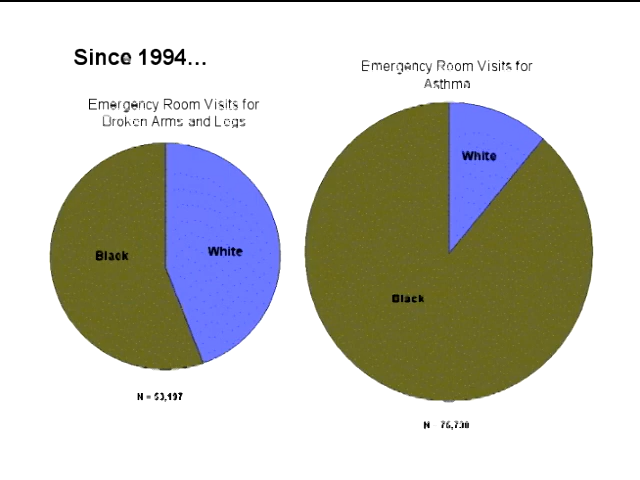 Since 1994...
Emergency Room Visits for
Broken Arms and Legs
Black
White
N =
Emergency Room Visits for
Asthma
White
Black
N